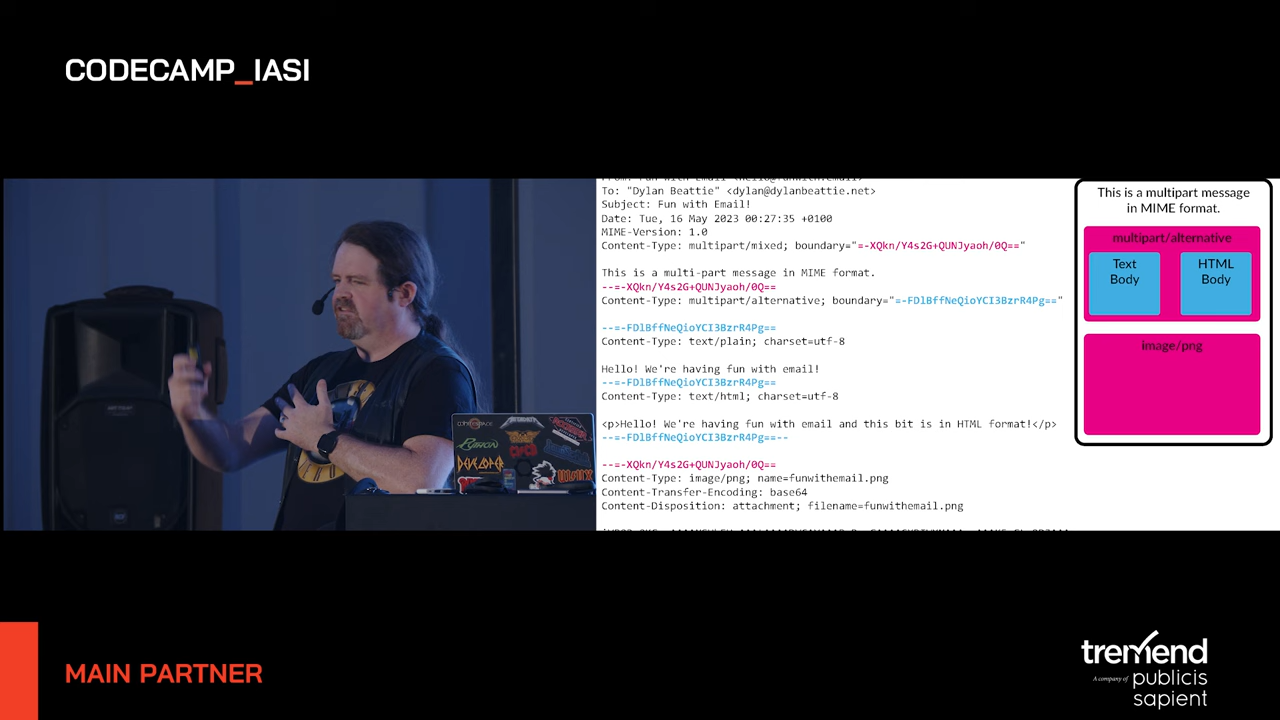 CODECAMP_IASI
To: "Dylan Beattie" <dylan@dylanbeattie.net>
Subject: Fun with Email!
Date: Tue, 16 May 2023 00:27:35 +0100
MIME-Version: 1.0
Content-Type: multipart/mixed; boundary="=-XQkn/Y4s2G+QUNJyaoh/0Q=="
This is a multi-part message in MIME format.
--=-XQkn/Y4s2G+QUNJyaoh/0Q==
Content-Type: multipart/alternative; boundary="=-FDlBffNeQioYCI3BzrR4Pg=="
--=-FDlBffNeQioYCI3BzrR4Pg==
Content-Type: text/plain; charset=utf-8
Hello! We're having fun with email!
--=-FDlBffNeQioYCI3BzrR4Pg==
Content-Type: text/html; charset=utf-8
<p>Hello! We're having fun with email and this bit is in HTML format!</p>
--=-FDlBffNeQioYCI3BzrR4Pg==--
--=-XQkn/Y4s2G+QUNJyaoh/0Q==
Content-Type: image/png; name=funwithemail.png
Content-Transfer-Encoding: base64
Content-Disposition: attachment; filename=funwithemail.png
This is a multipart message
in MIME format.
multipart/alternative
Text
Body
HTML
Body
image/png
DEVELOPER
MAIN PARTNER
tremend
A company of publicis
sapient